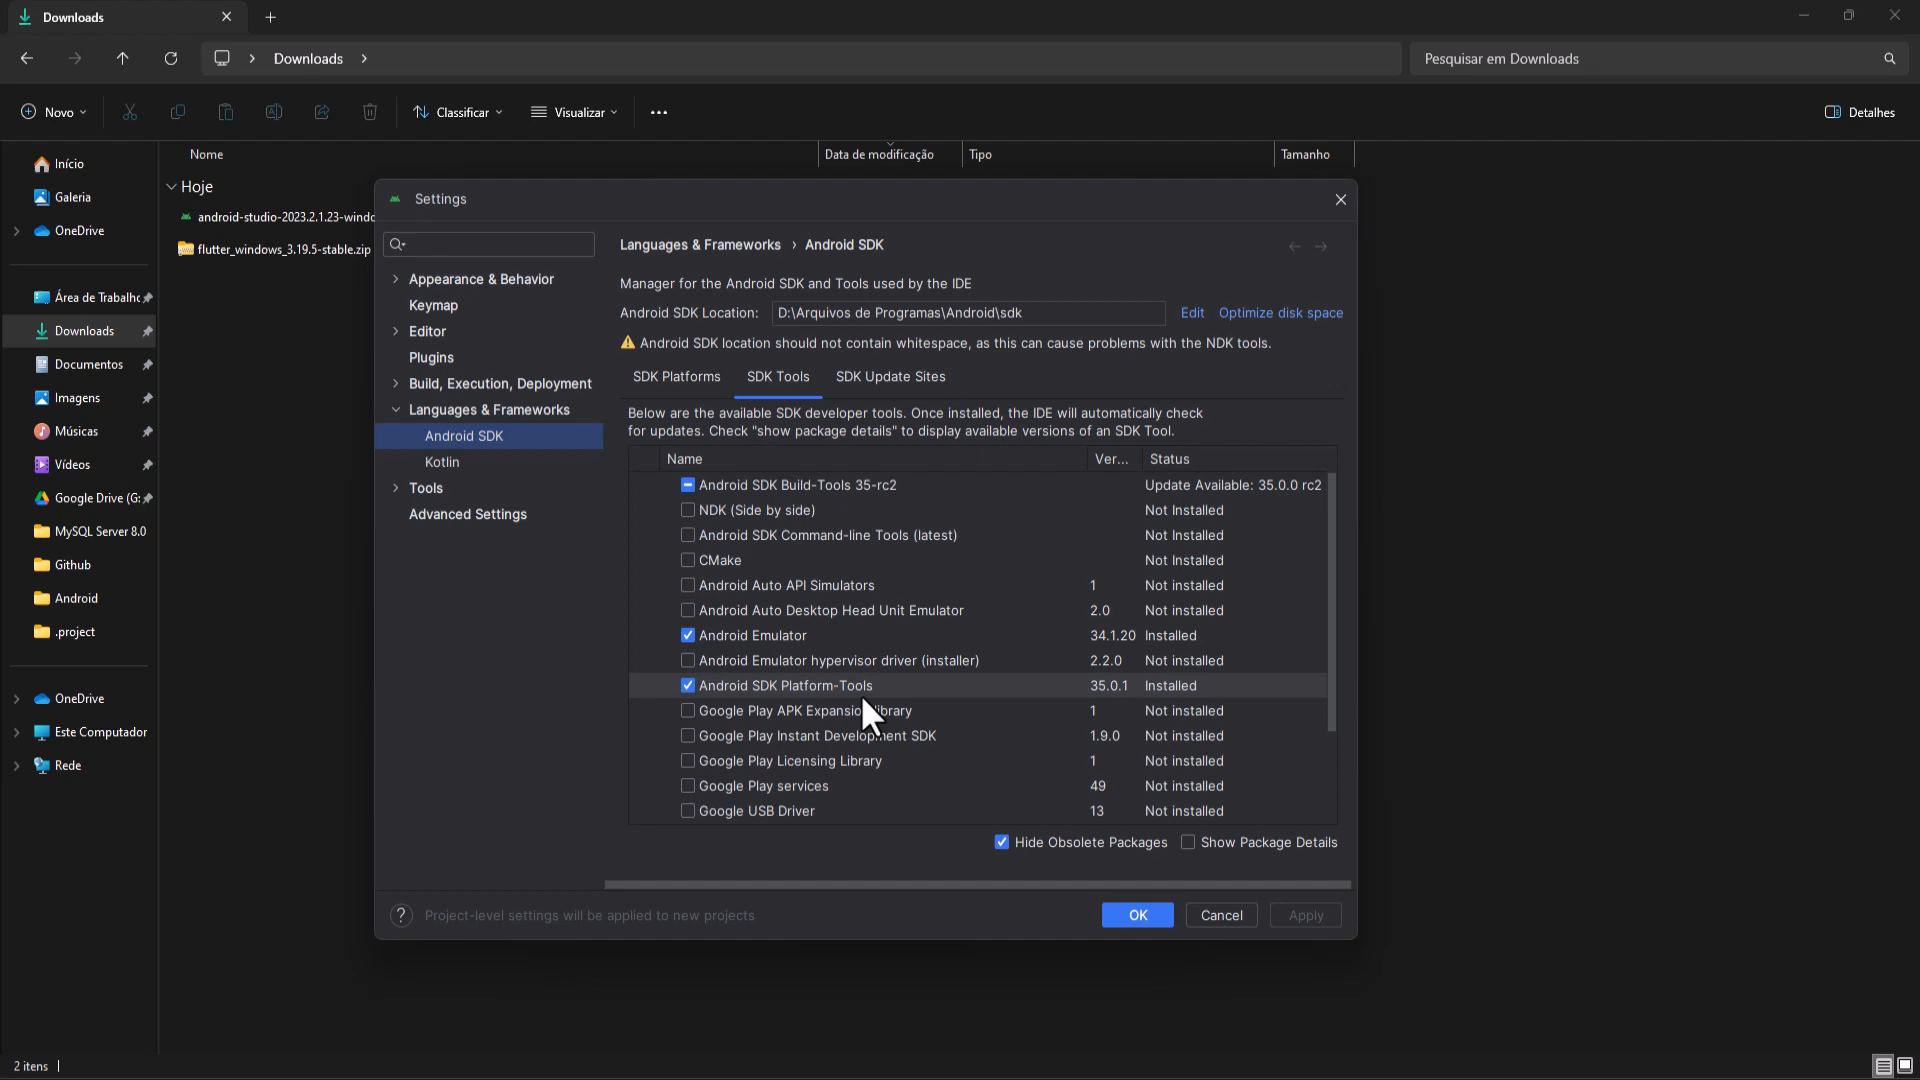 Downloads
Downloads
Pesquisar em Downloads
Novo
Classificar
Visualizar
Detalhes
Nome
Data de modificação
Tipo
Tamanho
Início
Galeria
OneDrive
Área de Trabalho
Downloads
Documentos
Imagens
Músicas
Vídeos
Google Drive (G:
MySQL Server 8.0
Github
Android
.project
OneDrive
Este Computador
Rede
Hoje
android-studio-2023.2.1.23-windo
flutter_windows_3.19.5-stable.zip
Settings
Appearance & Behavior
Keymap
Editor
Plugins
Build, Execution, Deployment
Languages & Frameworks
Android SDK
Kotlin
Tools
Advanced Settings
Languages & Frameworks › Android SDK
Manager for the Android SDK and Tools used by the IDE
Android SDK Location: D:\Arquivos de Programas\Android\sdk Edit Optimize disk space
Android SDK location should not contain whitespace, as this can cause problems with the NDK tools.
SDK Platforms SDK Tools SDK Update Sites
Below are the available SDK developer tools. Once installed, the IDE will automatically check
for updates. Check "show package details" to display available versions of an SDK Tool.
Name Ver... Status
Android SDK Build-Tools 35-rc2 Update Available: 35.0.0 rc2
NDK (Side by side) Not Installed
Android SDK Command-line Tools (latest) Not Installed
CMake Not Installed
Android Auto API Simulators 1 Not installed
Android Auto Desktop Head Unit Emulator 2.0 Not installed
Android Emulator 34.1.20 Installed
Android Emulator hypervisor driver (installer) 2.2.0 Not installed
Android SDK Platform-Tools 35.0.1 Installed
Google Play APK Expansion library 1 Not installed
Google Play Instant Development SDK 1.9.0 Not installed
Google Play Licensing Library 1 Not installed
Google Play services 49 Not installed
Google USB Driver 13 Not installed
Hide Obsolete Packages Show Package Details
? Project-level settings will be applied to new projects
OK Cancel Apply
2 itens